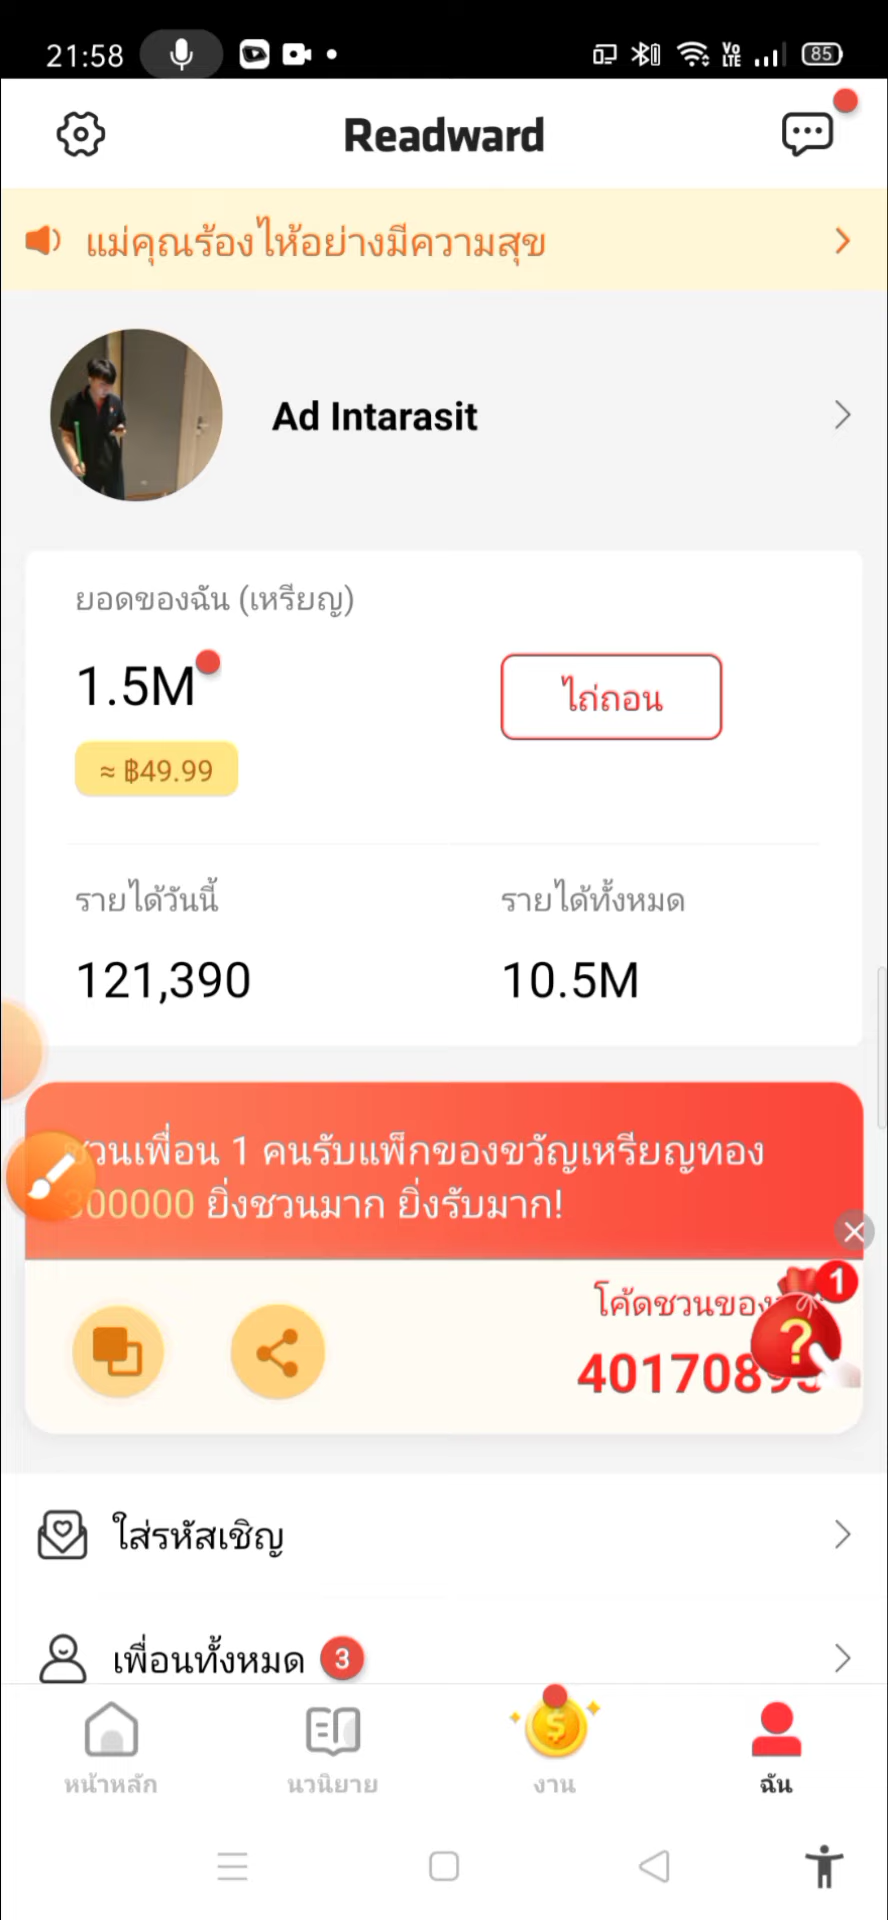 21:58
VO LTE
85
Readward
แม่คุณร้องไห้อย่างมีความสุข
Ad Intarasit
ยอดของฉัน (เหรียญ)
1.5M
ไถ่ถอน
≈ ฿49.99
รายได้วันนี้
รายได้ทั้งหมด
121,390
10.5M
ชวนเพื่อน 1 คนรับแพ็กของขวัญเหรียญทอง
300000 ยิ่งชวนมาก ยิ่งรับมาก!
1
?
โค้ดชวนของ
ใส่รหัสเชิญ
เพื่อนทั้งหมด 3
หน้าหลัก
นวนิยาย
งาน
ฉัน